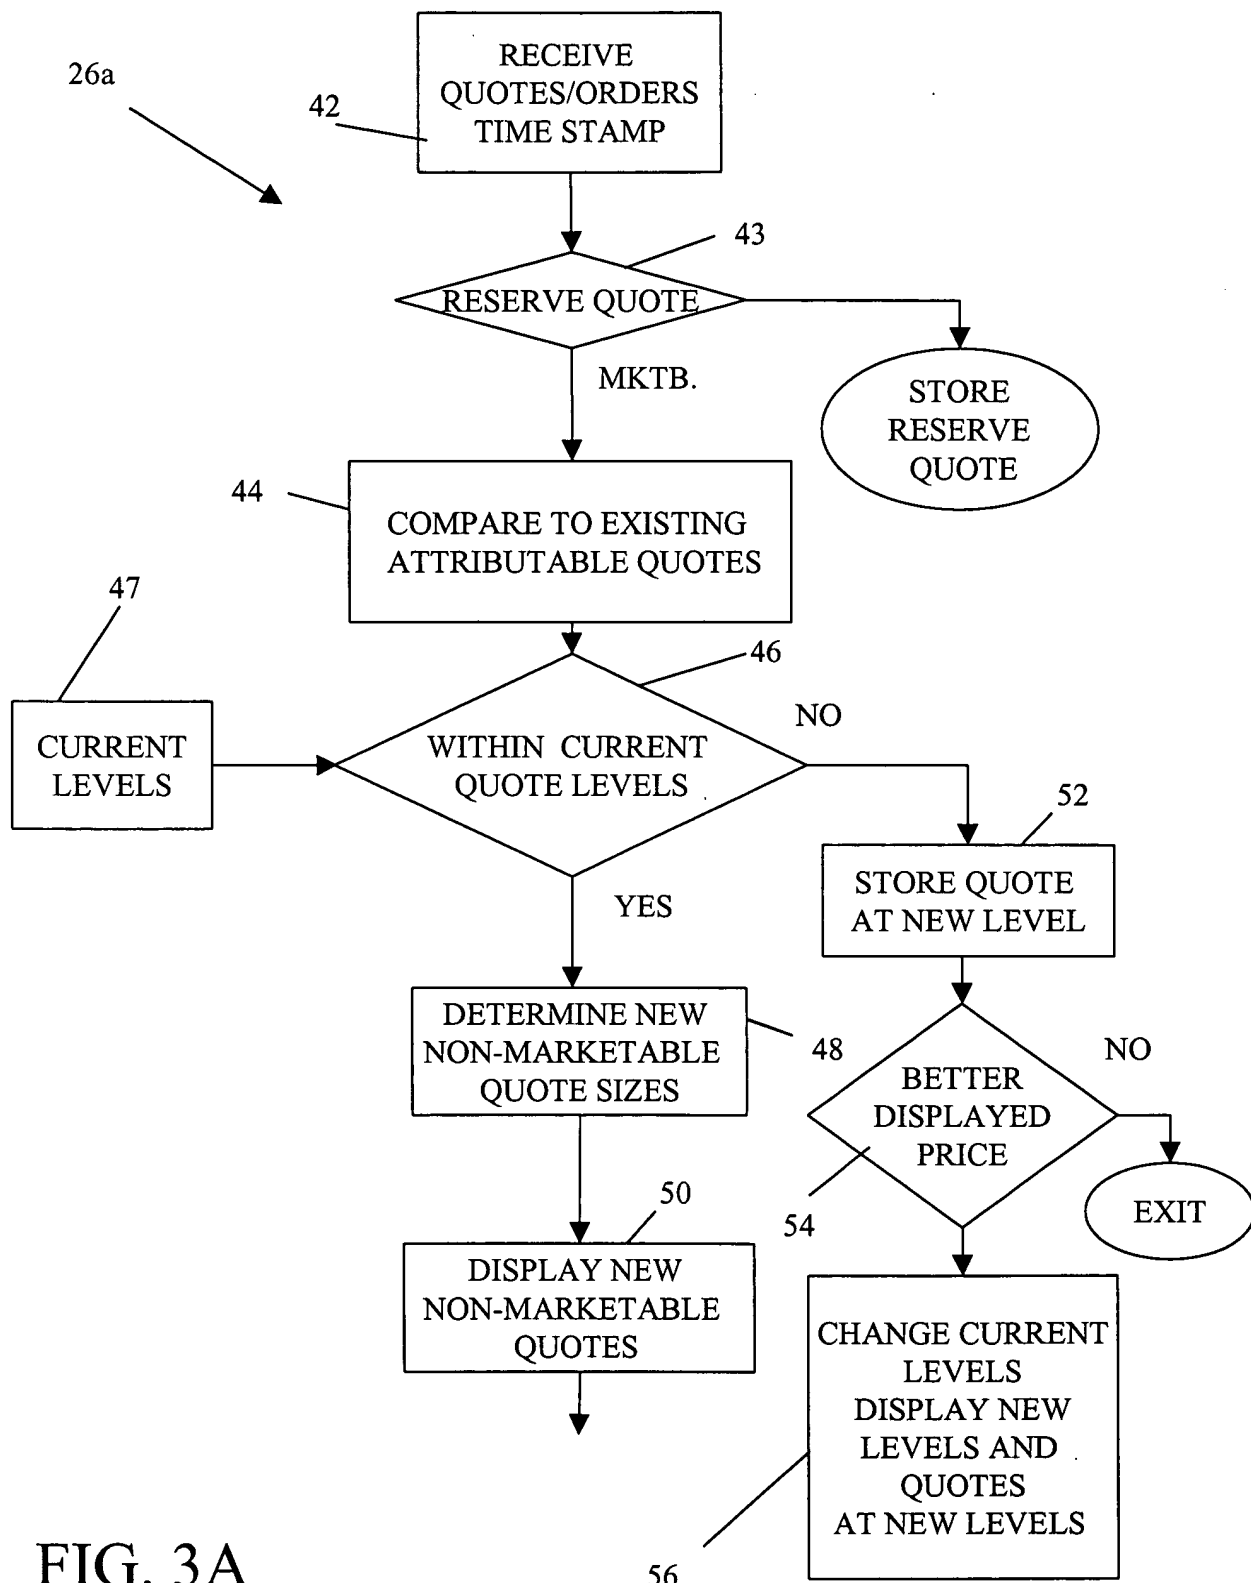 26a
42
RECEIVE
QUOTES/ORDERS
TIME STAMP
43
RESERVE QUOTE
MKTB.
STORE
RESERVE
QUOTE
44
COMPARE TO EXISTING
ATTRIBUTABLE QUOTES
47
46
CURRENT
LEVELS
WITHIN CURRENT
QUOTE LEVELS
NO
YES
52
STORE QUOTE
AT NEW LEVEL
DETERMINE NEW
NON-MARKETABLE
QUOTE SIZES
48
BETTER
DISPLAYED
PRICE
NO
54
EXIT
50
DISPLAY NEW
NON-MARKETABLE
QUOTES
CHANGE CURRENT
LEVELS
DISPLAY NEW
LEVELS AND
QUOTES
AT NEW LEVELS
56
FIG. 3A